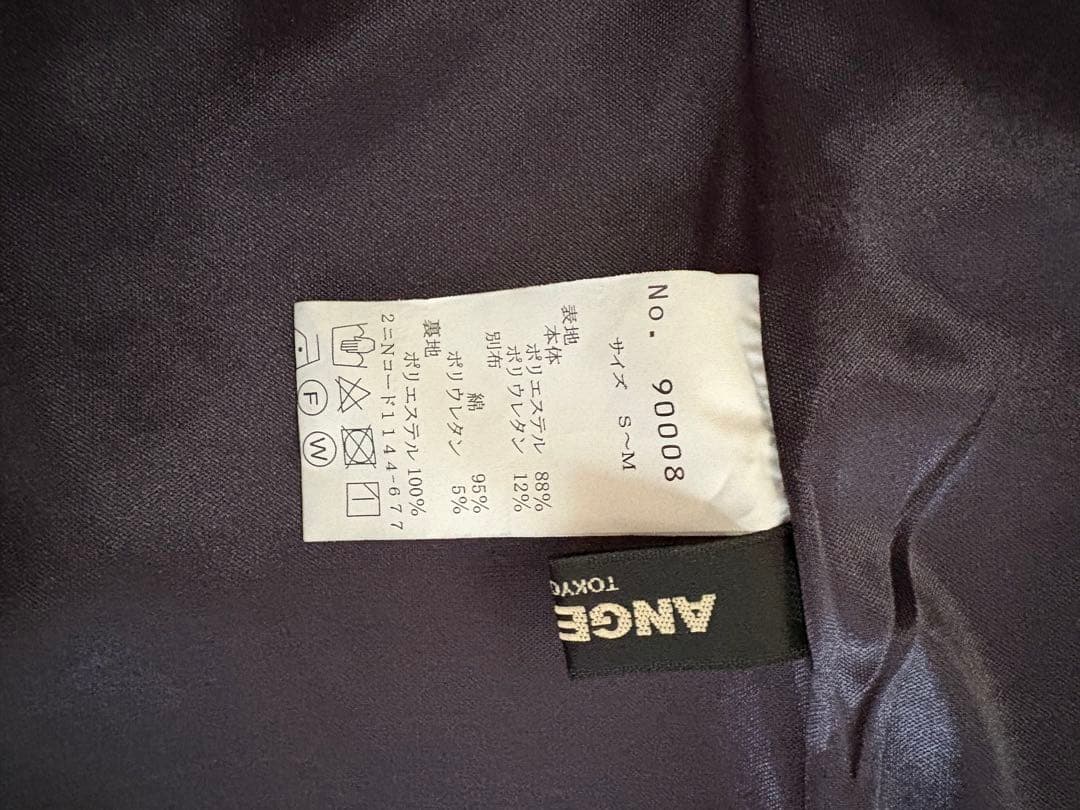 No. 90008
サイズ S～M
表地
本体
ポリエステル 88%
ポリウレタン 12%
別布
綿 95%
ポリウレタン 5%
裏地
ポリエステル 100%
2=Nコード1144-677
F
W
ANGE
TOKYO